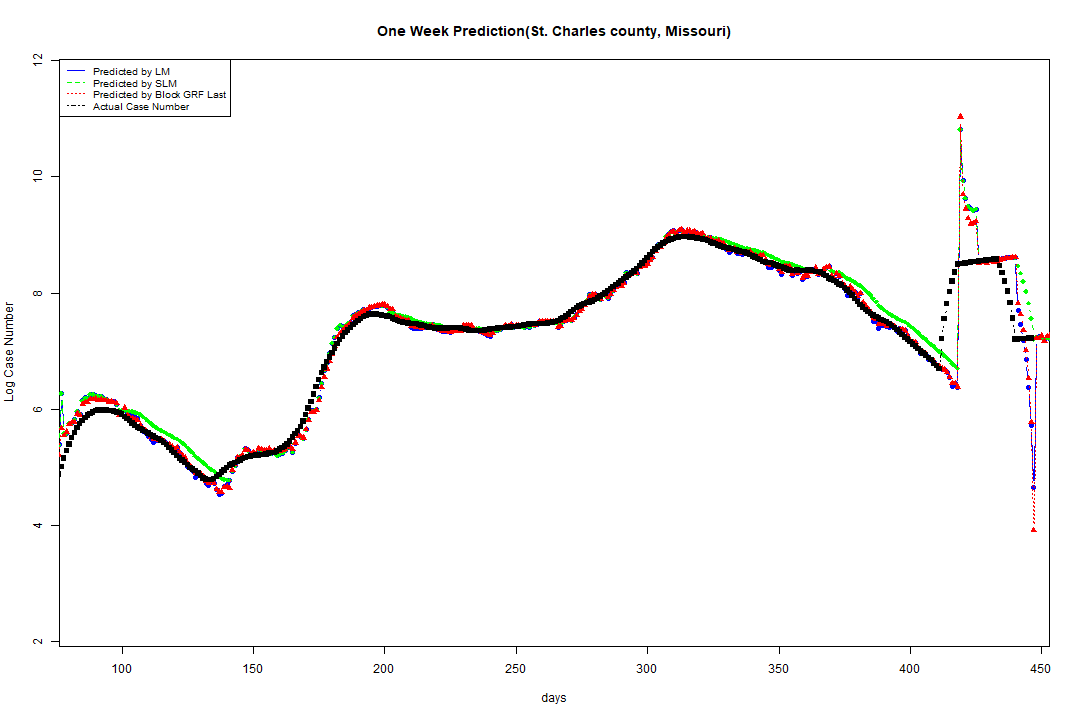 One Week Prediction(St. Charles county, Missouri)
Predicted by LM
Predicted by SLM
Predicted by Block GRF Last
Actual Case Number
12
10
8
6
4
2
Log Case Number
100 150 200 250 300 350 400 450
days